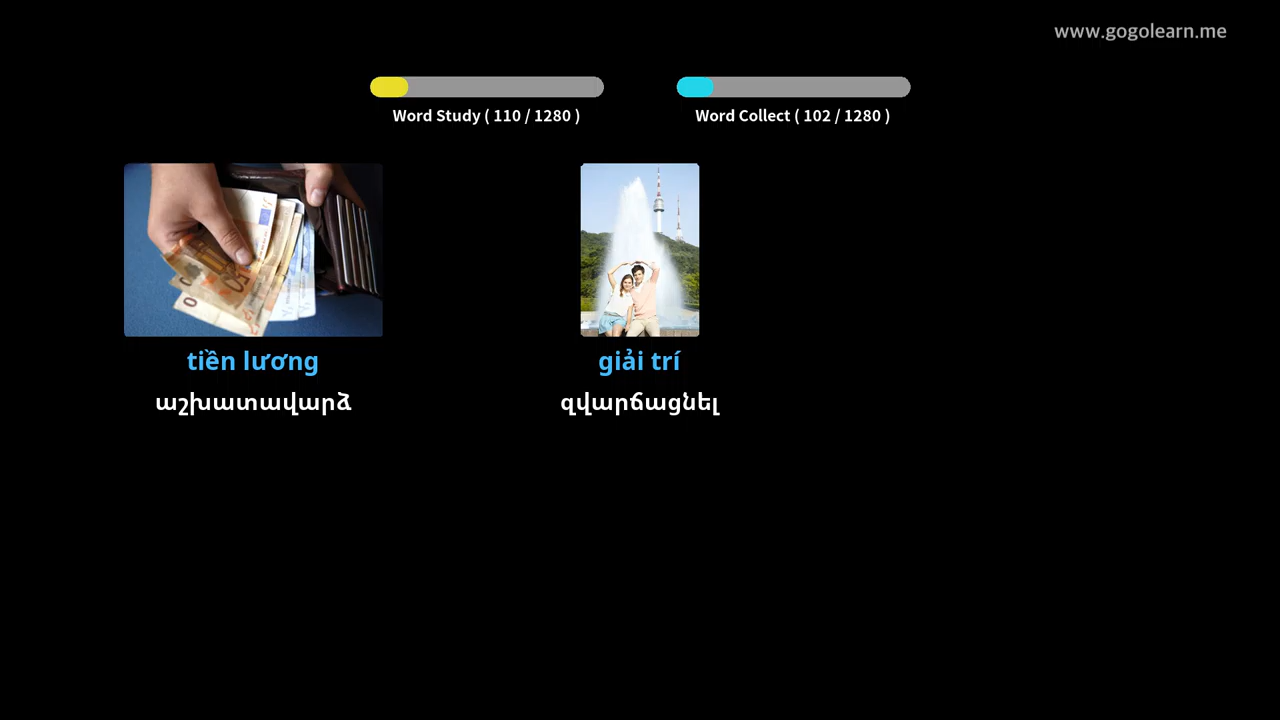 www.gogolearn.me
Word Study ( 110 / 1280 )
Word Collect ( 102 / 1280 )
tiền lương
աշխատավարձ
giải trí
զվարճացնել